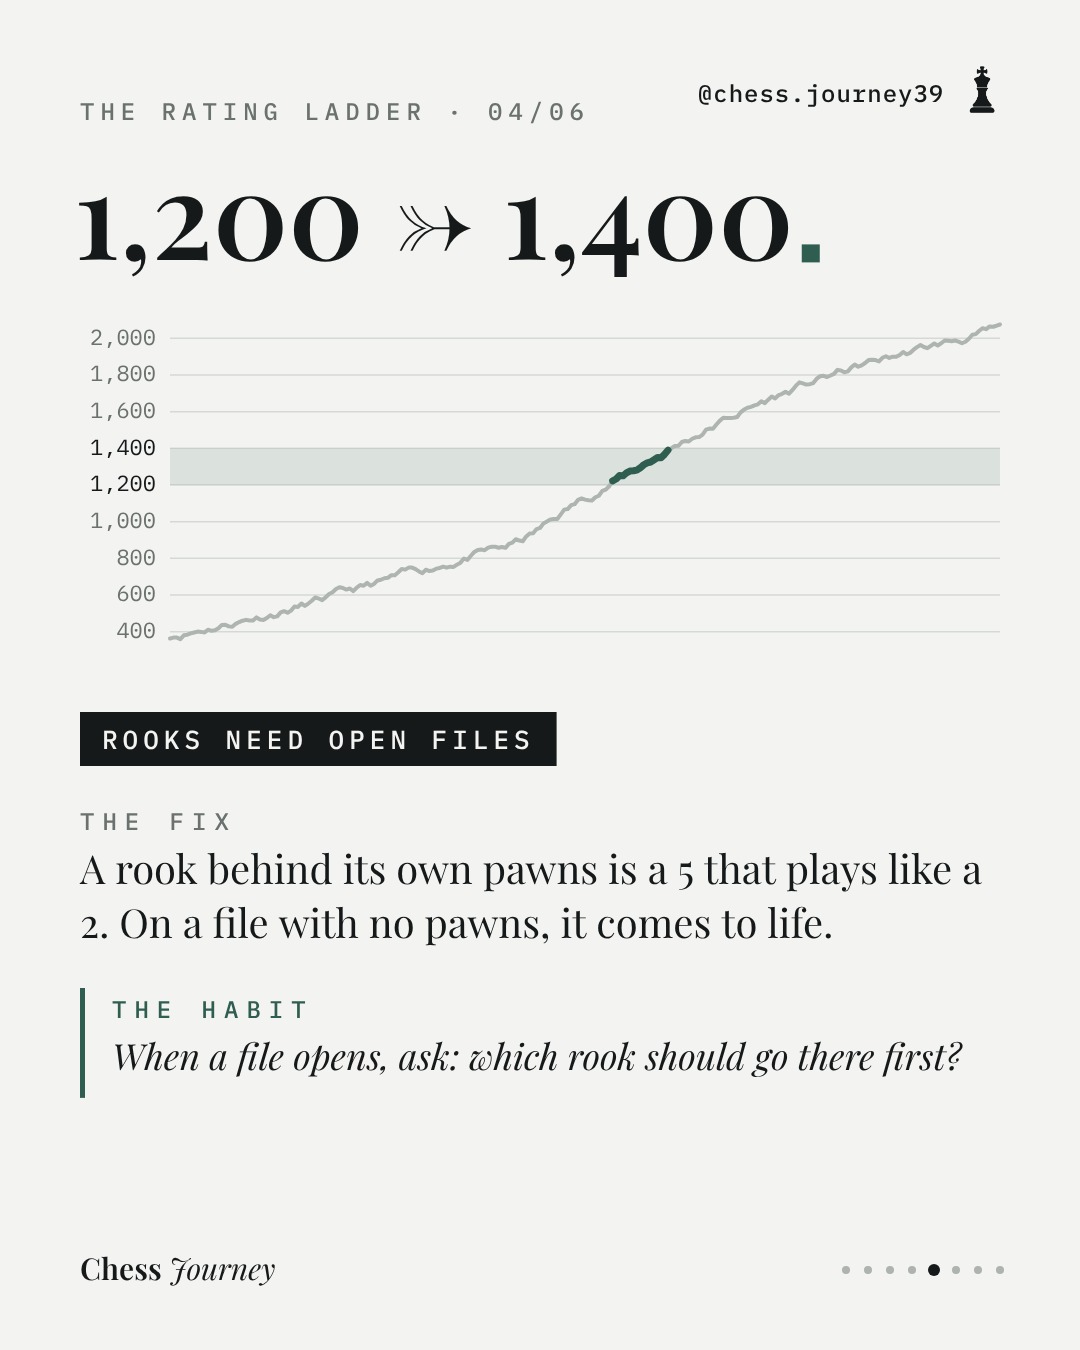 THE RATING LADDER · 04/06
@chess.journey39
1,200 ➳ 1,400.
2,000
1,800
1,600
1,400
1,200
1,000
800
600
400
ROOKS NEED OPEN FILES
THE FIX
A rook behind its own pawns is a 5 that plays like a
2. On a file with no pawns, it comes to life.
THE HABIT
When a file opens, ask: which rook should go there first?
Chess Journey